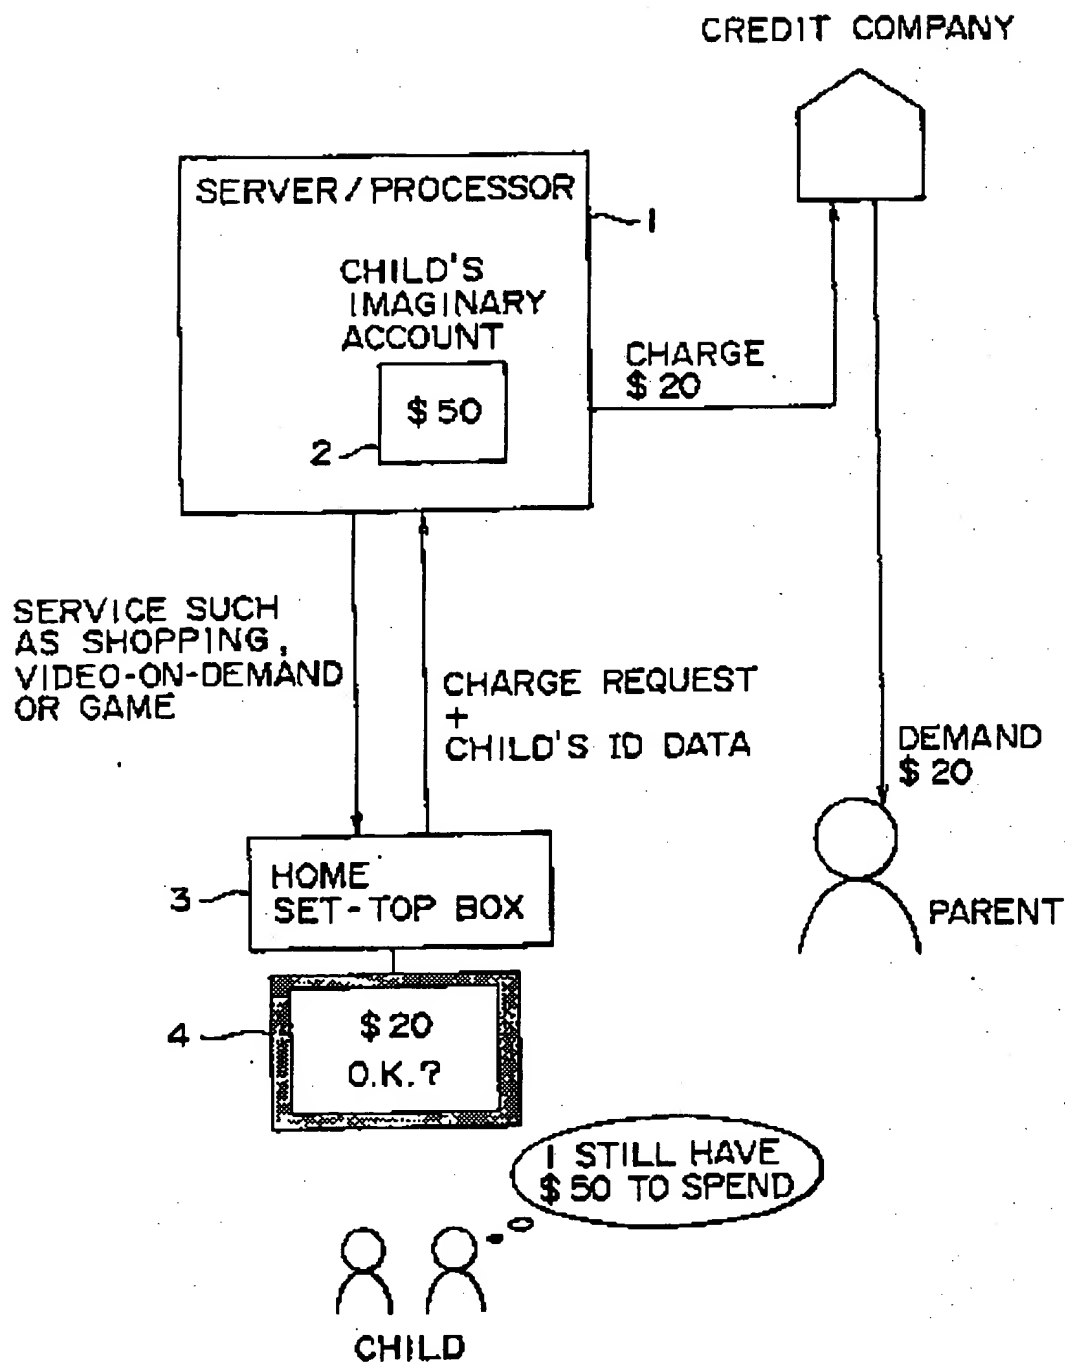 CREDIT COMPANY
SERVER/PROCESSOR
1
CHILD'S
IMAGINARY
ACCOUNT
$50
2
CHARGE
$20
SERVICE SUCH
AS SHOPPING,
VIDEO-ON-DEMAND
OR GAME
CHARGE REQUEST
+
CHILD'S ID DATA
DEMAND
$20
PARENT
3
HOME
SET-TOP BOX
4
$20
O.K.?
I STILL HAVE
$50 TO SPEND
CHILD